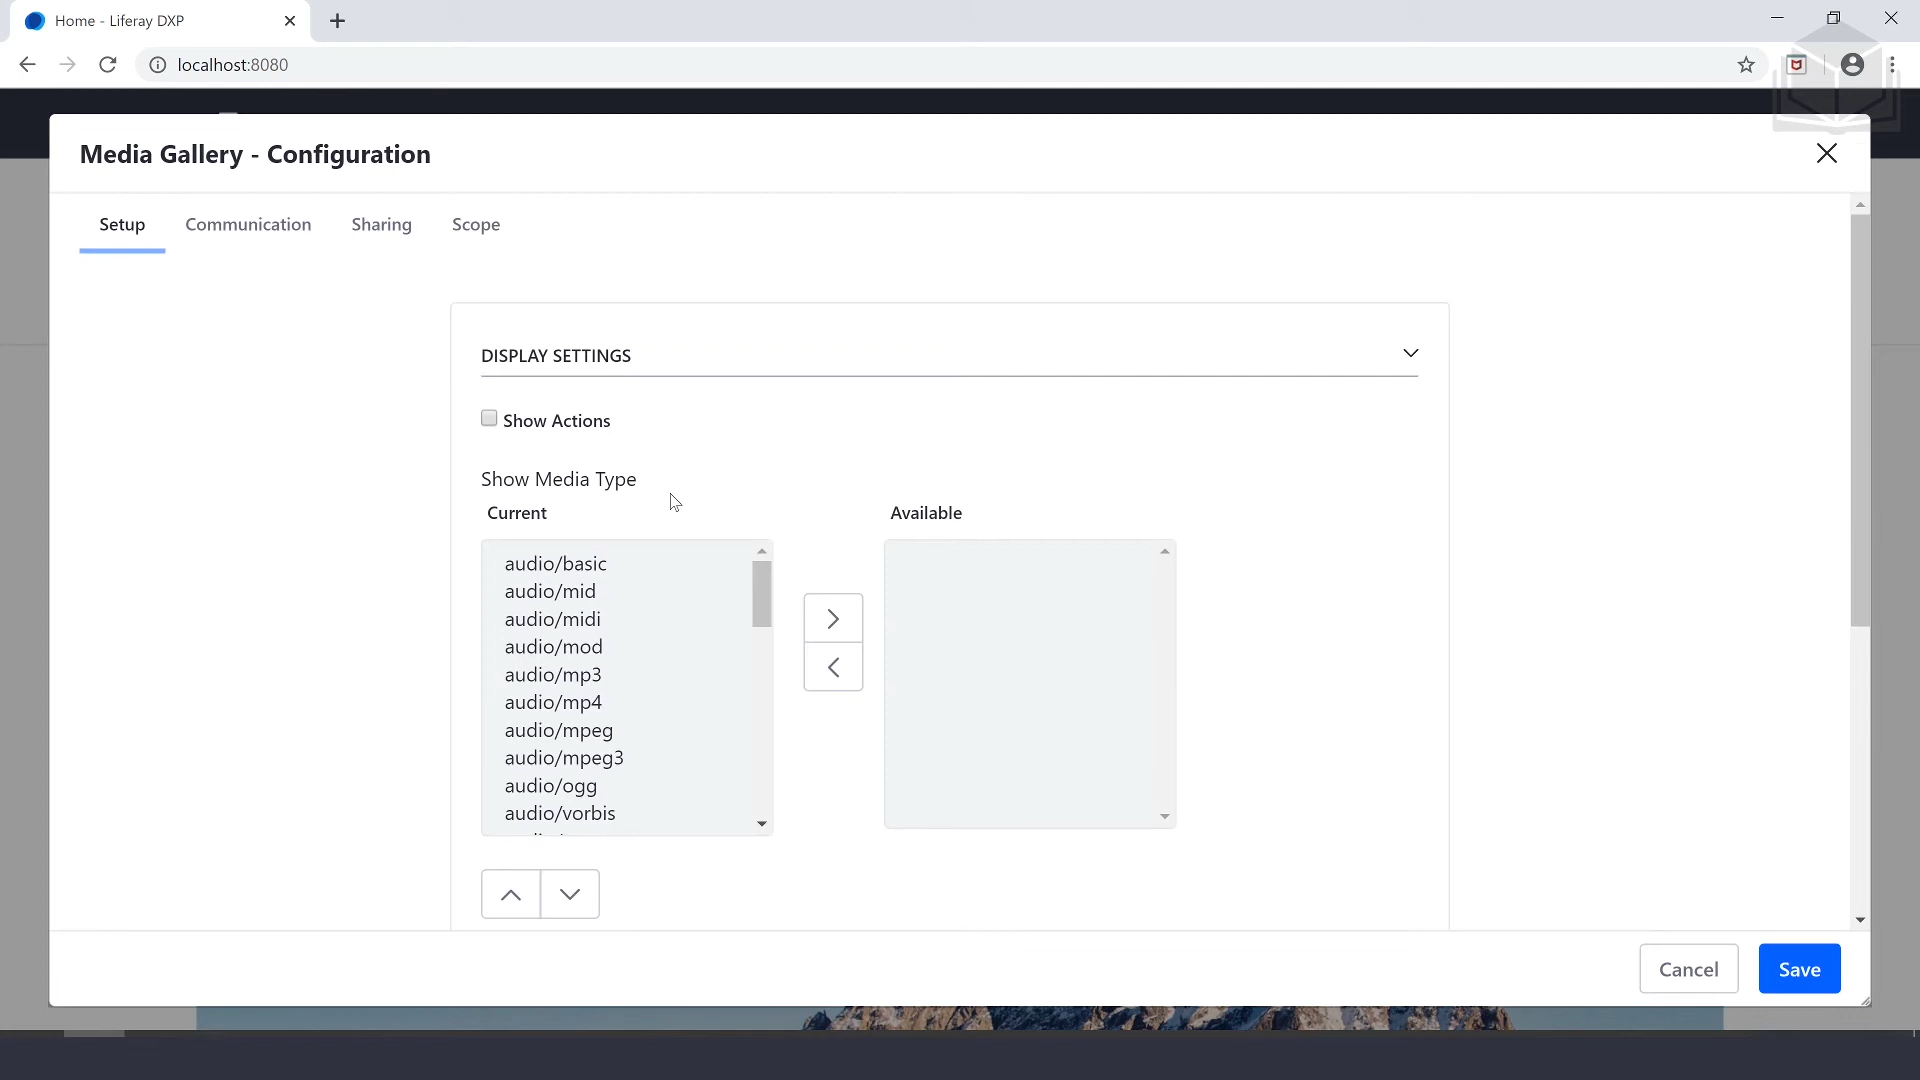 Home - Liferay DXP
localhost:8080
Media Gallery - Configuration
Setup
Communication
Sharing
Scope
DISPLAY SETTINGS
Show Actions
Show Media Type
Current
Available
audio/basic
audio/mid
audio/midi
audio/mod
audio/mp3
audio/mp4
audio/mpeg
audio/mpeg3
audio/ogg
audio/vorbis
Cancel
Save